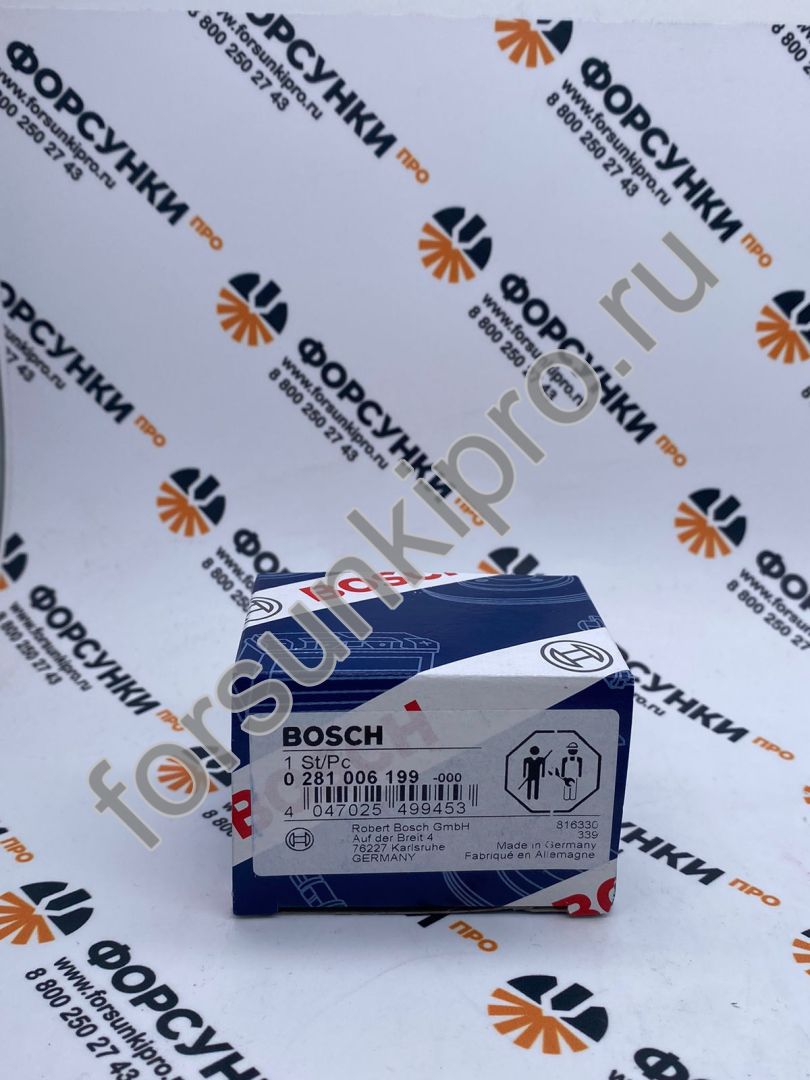 ФОРСУНКИ ПРО
www.forsunkipro.ru
8 800 250 27 43
forsunkipro.ru
BOSCH
BOSCH
1 St/Pc
0 281 006 199 -000
4 047025 499453
Robert Bosch GmbH
Auf der Breit 4
76227 Karlsruhe
GERMANY
816330
339
Made in Germany
Fabriqué en Allemagne